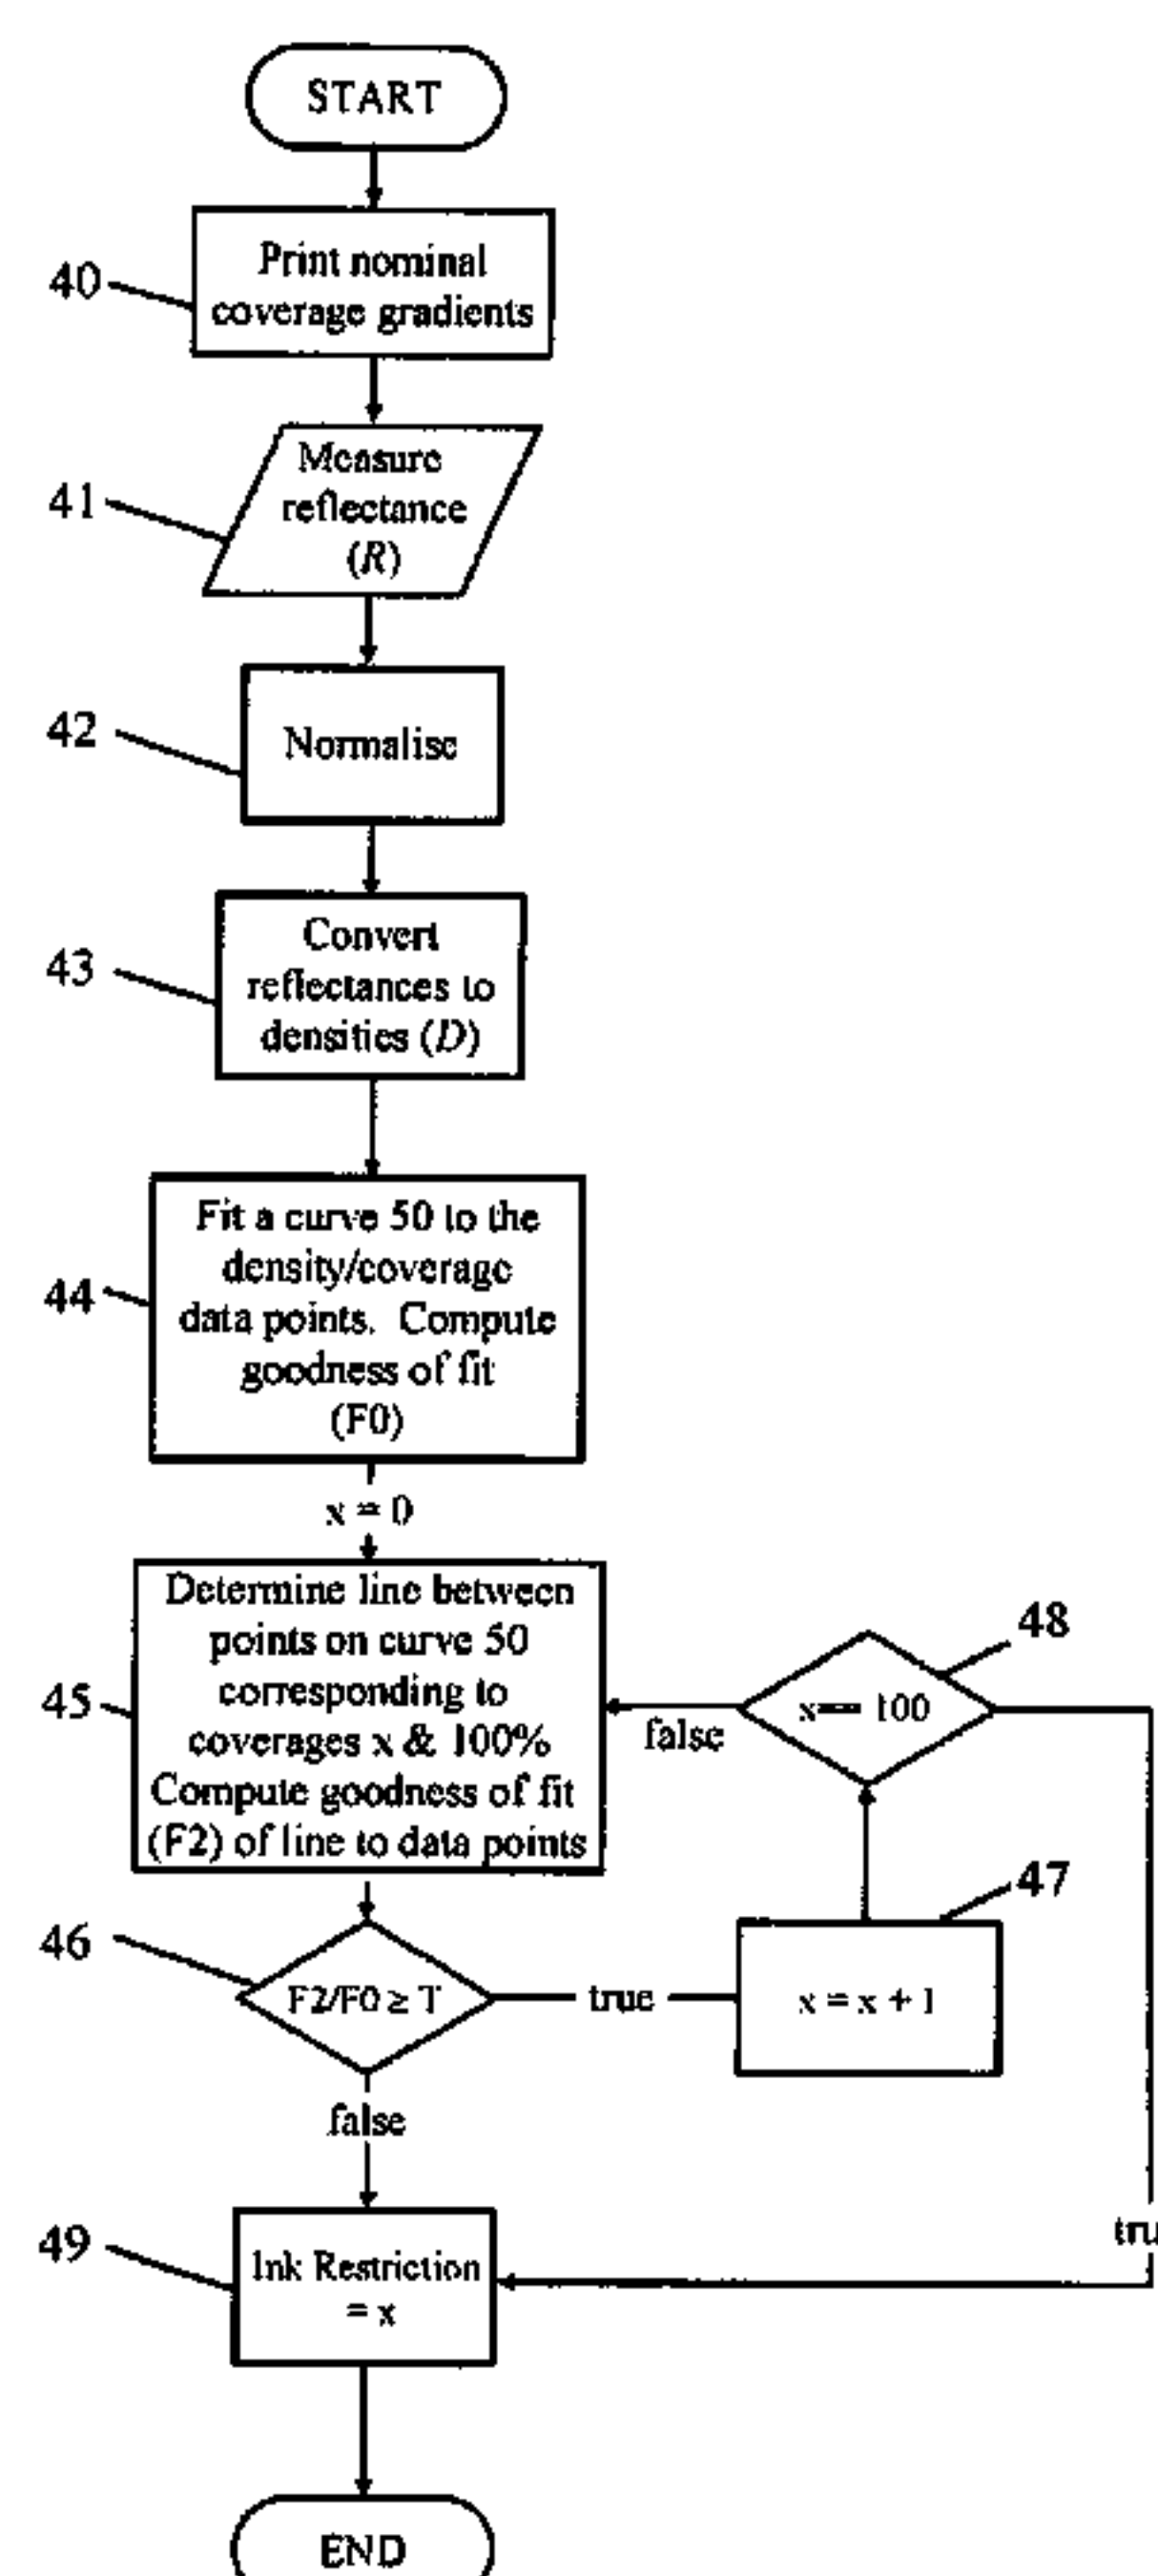 START
40
Print nominal
coverage gradients
41
Measure
reflectance
(R)
42
Normalise
43
Convert
reflectances to
densities (D)
44
Fit a curve 50 to the
density/coverage
data points. Compute
goodness of fit
(F0)
x = 0
45
Determine line between
points on curve 50
corresponding to
coverages x & 100%
Compute goodness of fit
(F2) of line to data points
48
x== 100
false
47
x = x + 1
46
F2/F0 ≥ T
true
false
tru
49
Ink Restriction
= x
END